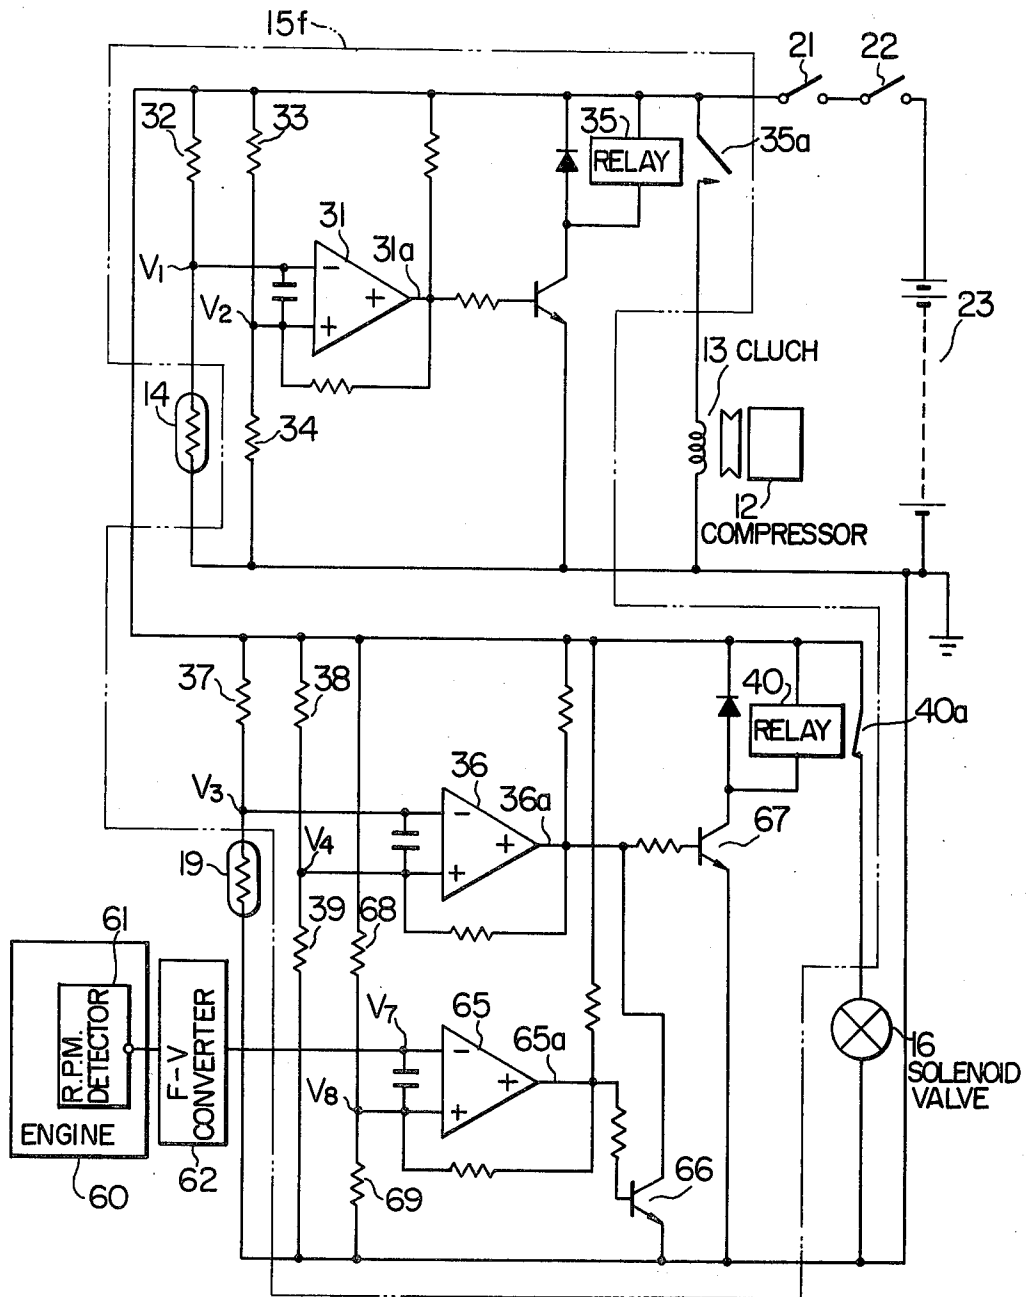 15f
21
22
32
33
35
RELAY
35a
31
31a
V1
V2
−
+
+
23
13 CLUCH
14
34
12
COMPRESSOR
37
38
40
RELAY
40a
V3
36
36a
67
−
+
+
V4
19
61
39
68
R.P.M.
DETECTOR
F-V
CONVERTER
V7
65
65a
−
+
+
V8
16
SOLENOID
VALVE
ENGINE
60
62
69
66